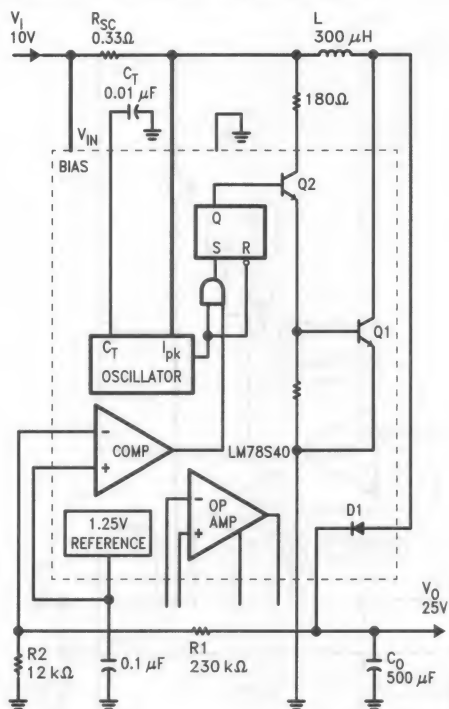 V_I
10V
R_SC
0.33Ω
L
300 μH
C_T
0.01 μF
180Ω
V_IN
BIAS
Q2
Q
S R
Q1
C_T I_pk
OSCILLATOR
COMP
-
+
LM78S40
OP
AMP
-
+
D1
1.25V
REFERENCE
V_O
25V
R2
12 kΩ
0.1 μF
R1
230 kΩ
C_O
500 μF